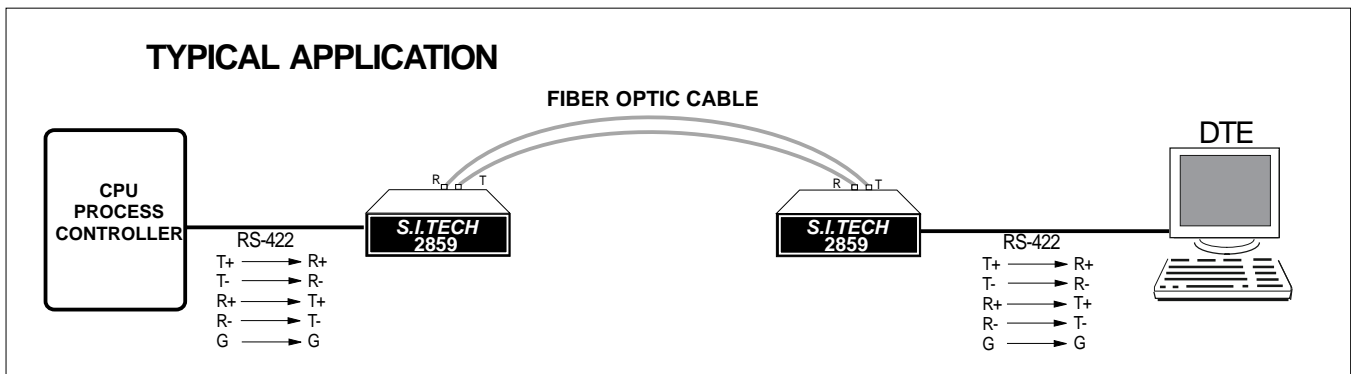 TYPICAL APPLICATION
FIBER OPTIC CABLE
DTE
CPU
PROCESS
CONTROLLER
R T
S.I.TECH
2859
R T
S.I.TECH
2859
RS-422
T+ R+
T- R-
R+ T+
R- T-
G G
RS-422
T+ R+
T- R-
R+ T+
R- T-
G G